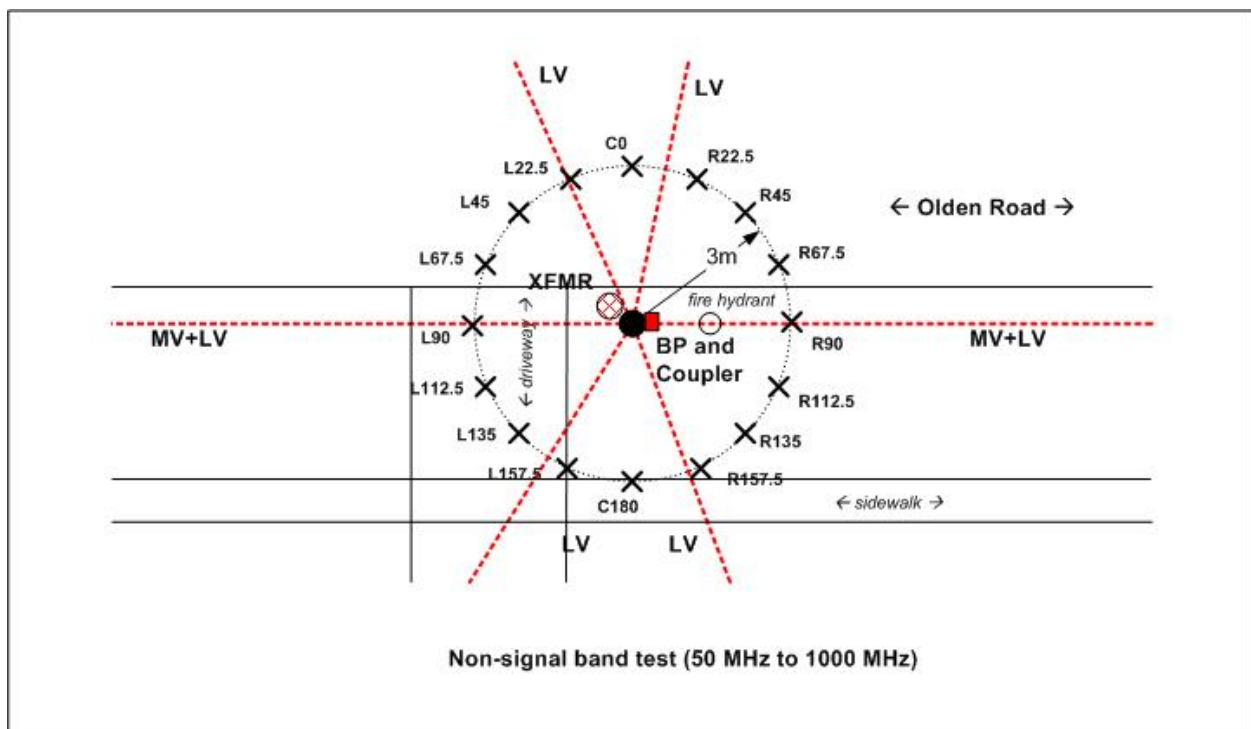 LV
LV
C0
L22.5
R22.5
L45
R45
← Olden Road →
L67.5
3m
R67.5
XFMR
fire hydrant
← driveway →
MV+LV
L90
BP and
Coupler
R90
MV+LV
L112.5
R112.5
L135
R135
L157.5
R157.5
C180
← sidewalk →
LV
LV
Non-signal band test (50 MHz to 1000 MHz)